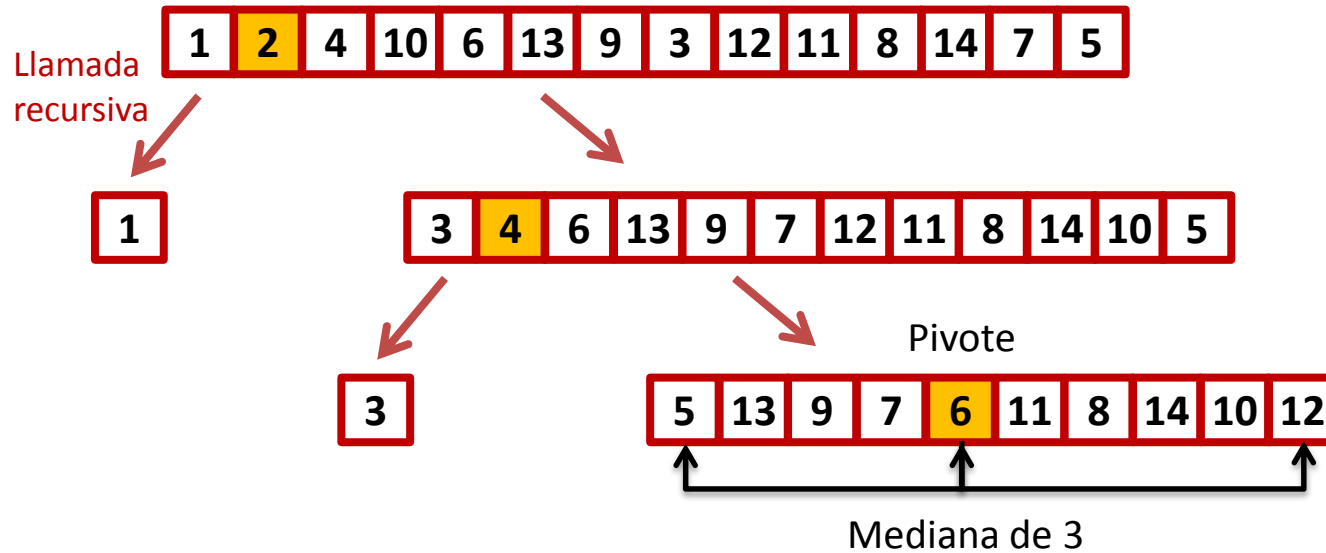 1 2 4 10 6 13 9 3 12 11 8 14 7 5
Llamada
recursiva
1
3 4 6 13 9 7 12 11 8 14 10 5
Pivote
3
5 13 9 7 6 11 8 14 10 12
Mediana de 3